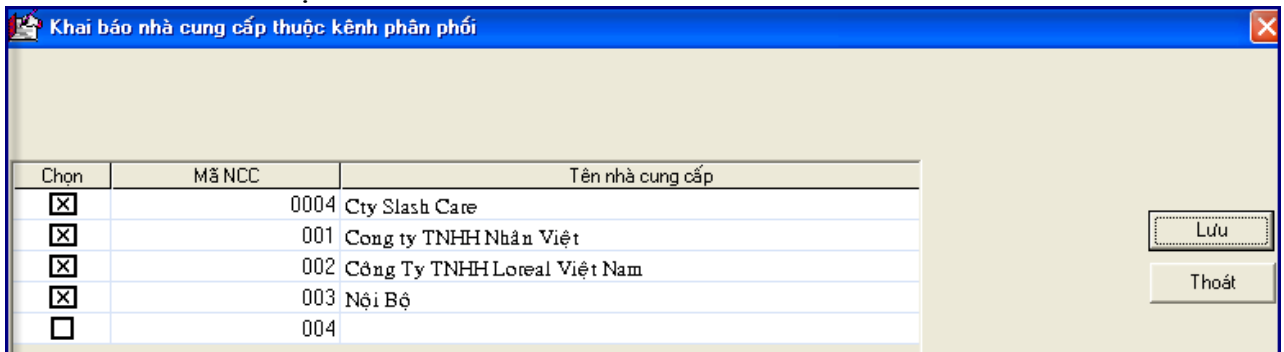 Khai báo nhà cung cấp thuộc kênh phân phối
Chọn Mã NCC Tên nhà cung cấp
0004 Cty Slash Care
001 Cong ty TNHH Nhân Việt
002 Công Ty TNHH Loreal Việt Nam
003 Nội Bộ
004
Lưu
Thoát